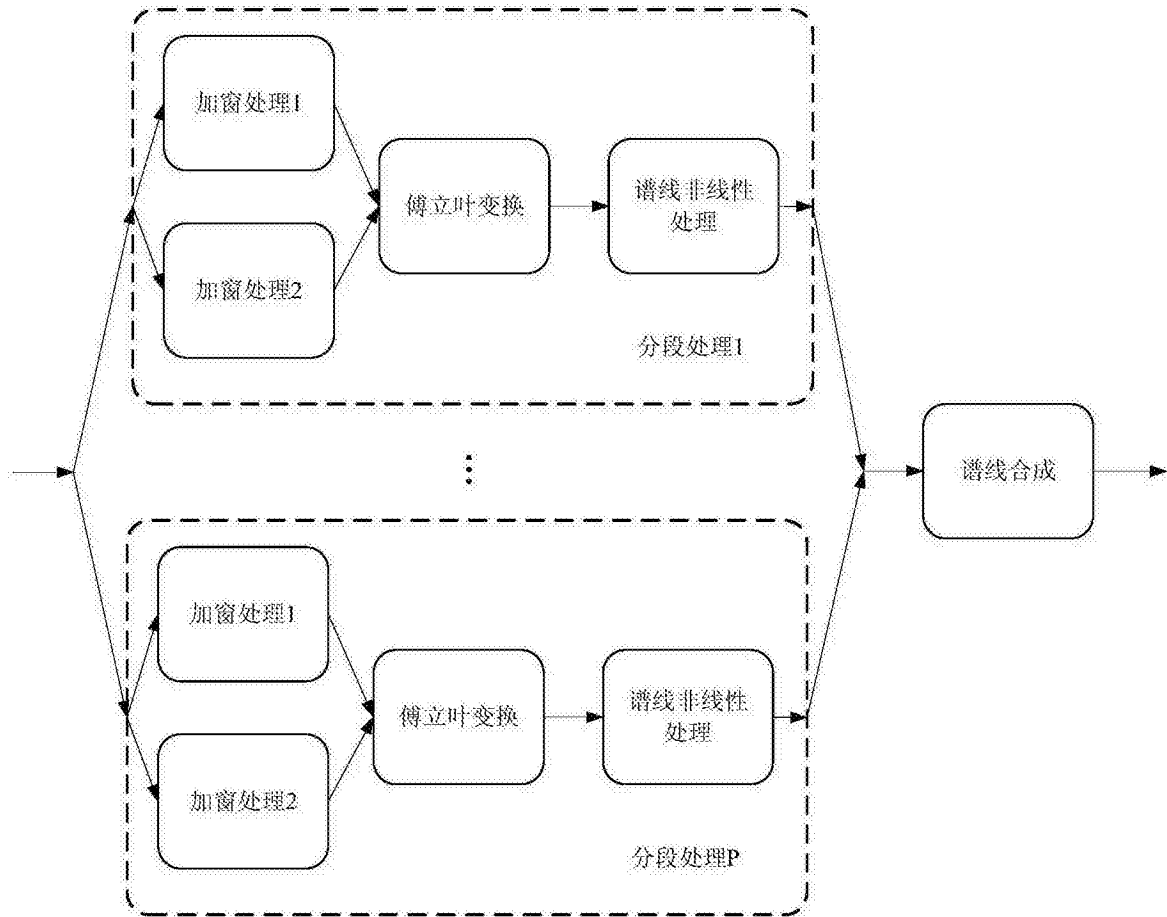 加窗处理1
加窗处理2
傅立叶变换
谱线非线性
处理
分段处理1
谱线合成
加窗处理1
加窗处理2
傅立叶变换
谱线非线性
处理
分段处理P